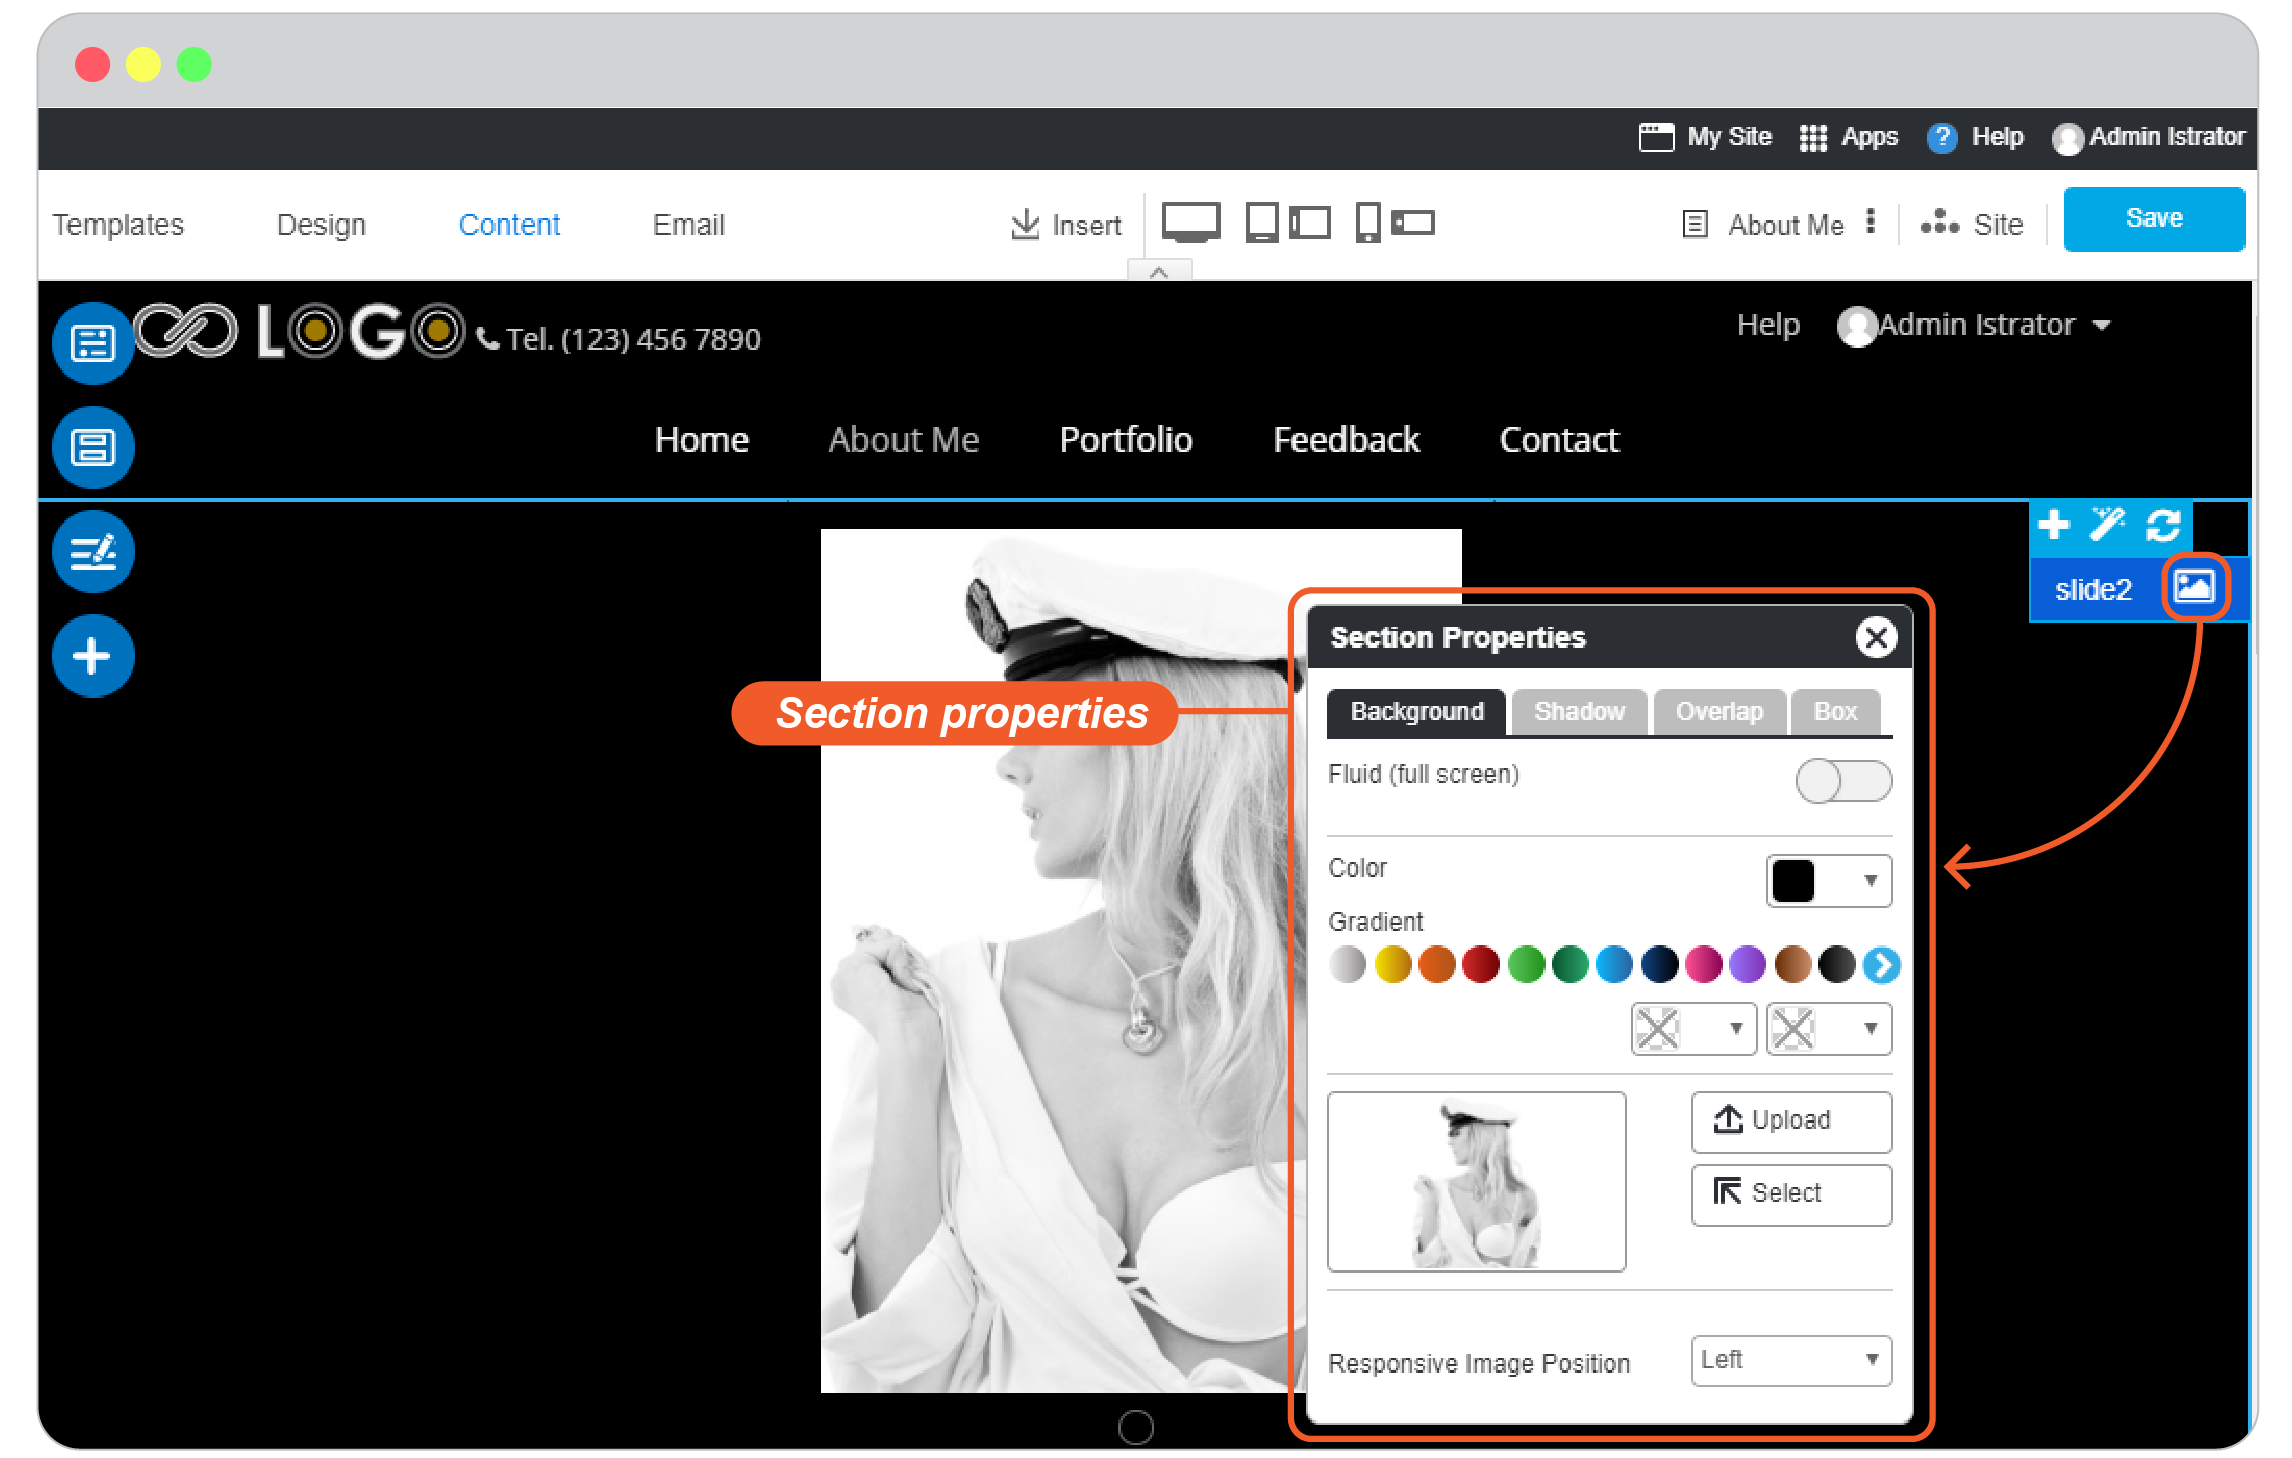 My Site Apps ? Help Admin Istrator
Templates Design Content Email Insert About Me Site Save
LOGO Tel. (123) 456 7890 Help Admin Istrator
Home About Me Portfolio Feedback Contact
slide2
Section properties
Section Properties
Background Shadow Overlap Box
Fluid (full screen)
Color
Gradient
Upload
Select
Responsive Image Position Left